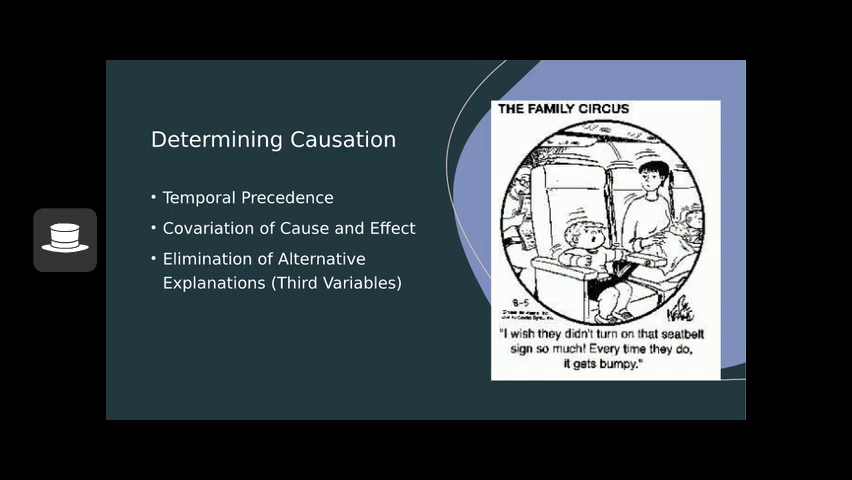 Determining Causation
• Temporal Precedence
• Covariation of Cause and Effect
• Elimination of Alternative
Explanations (Third Variables)
THE FAMILY CIRCUS
8-5
"I wish they didn't turn on that seatbelt
sign so much! Every time they do,
it gets bumpy."